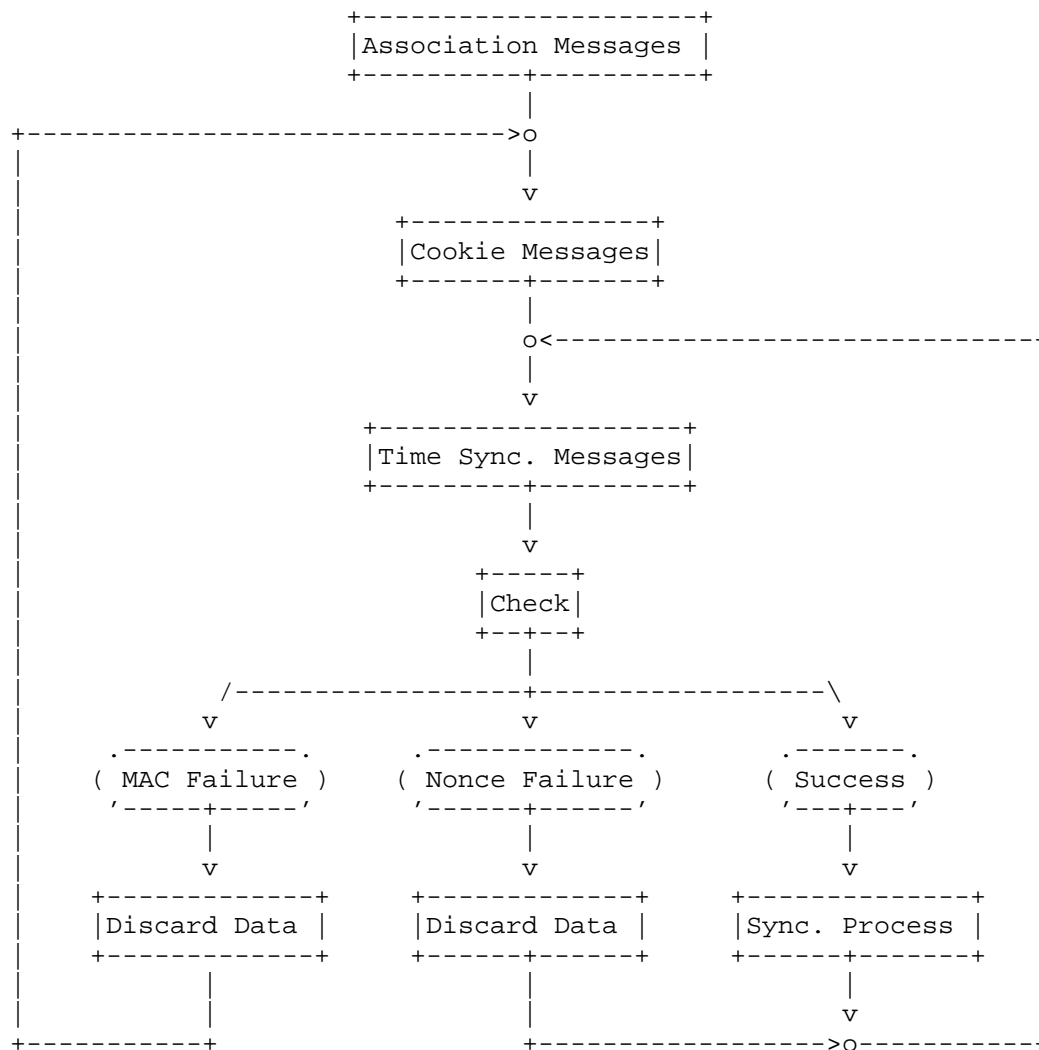 Association Messages
Cookie Messages
Time Sync. Messages
Check
( MAC Failure ) ( Nonce Failure ) ( Success )
Discard Data Discard Data Sync. Process